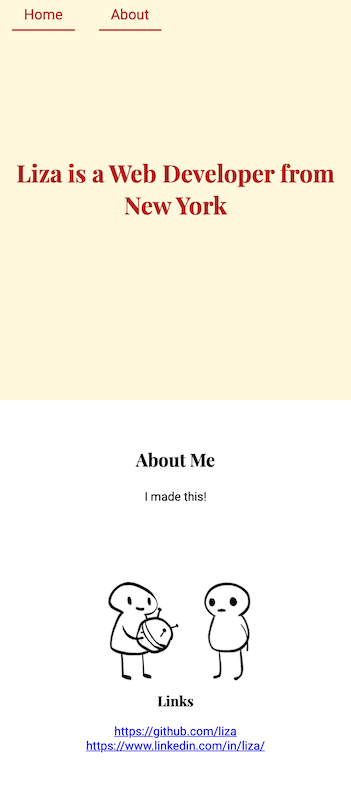 Home About
Liza is a Web Developer from
New York
About Me
I made this!
Links
https://github.com/liza
https://www.linkedin.com/in/liza/